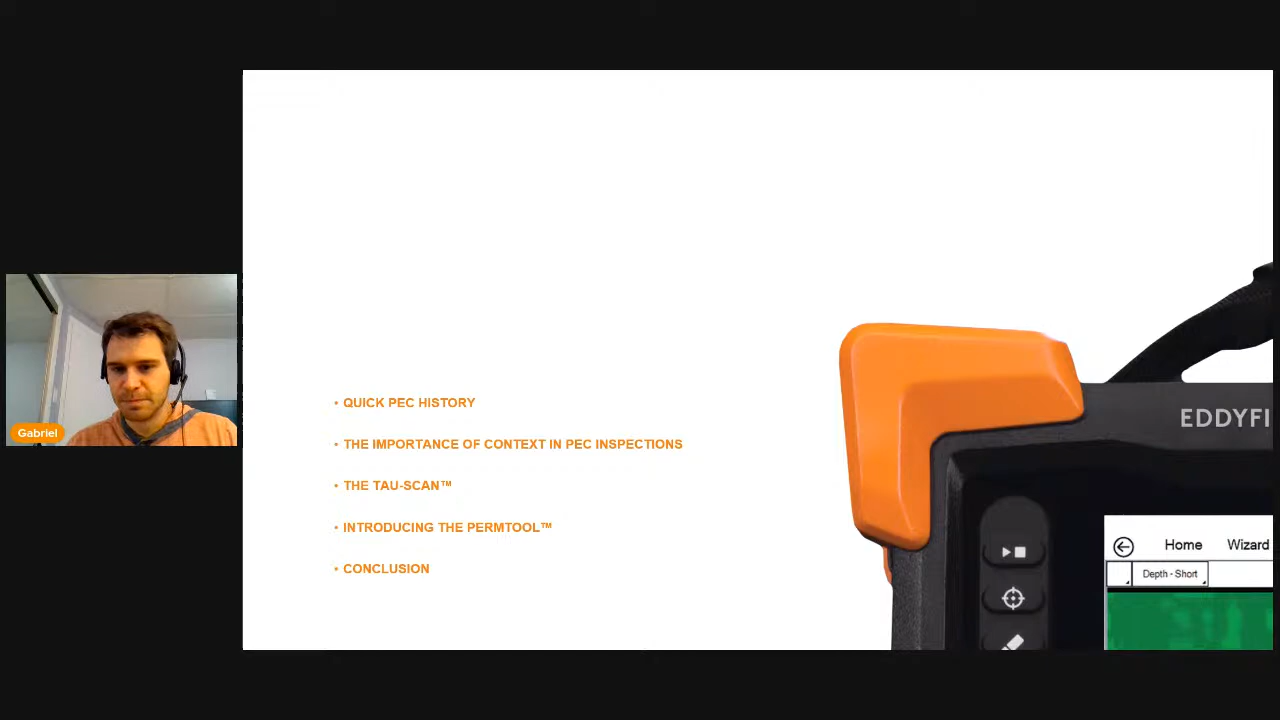 • QUICK PEC HISTORY
• THE IMPORTANCE OF CONTEXT IN PEC INSPECTIONS
• THE TAU-SCAN™
• INTRODUCING THE PERMTOOL™
• CONCLUSION
EDDYFI
Home Wizard
Depth - Short
Gabriel